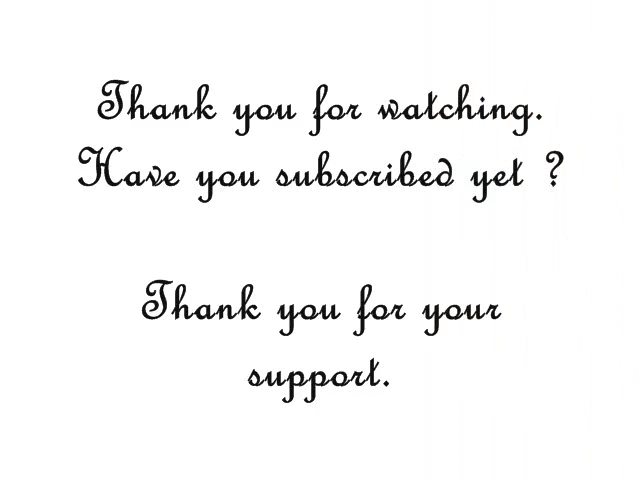 Thank you for watching.
Have you subscribed yet ?
Thank you for your
support.